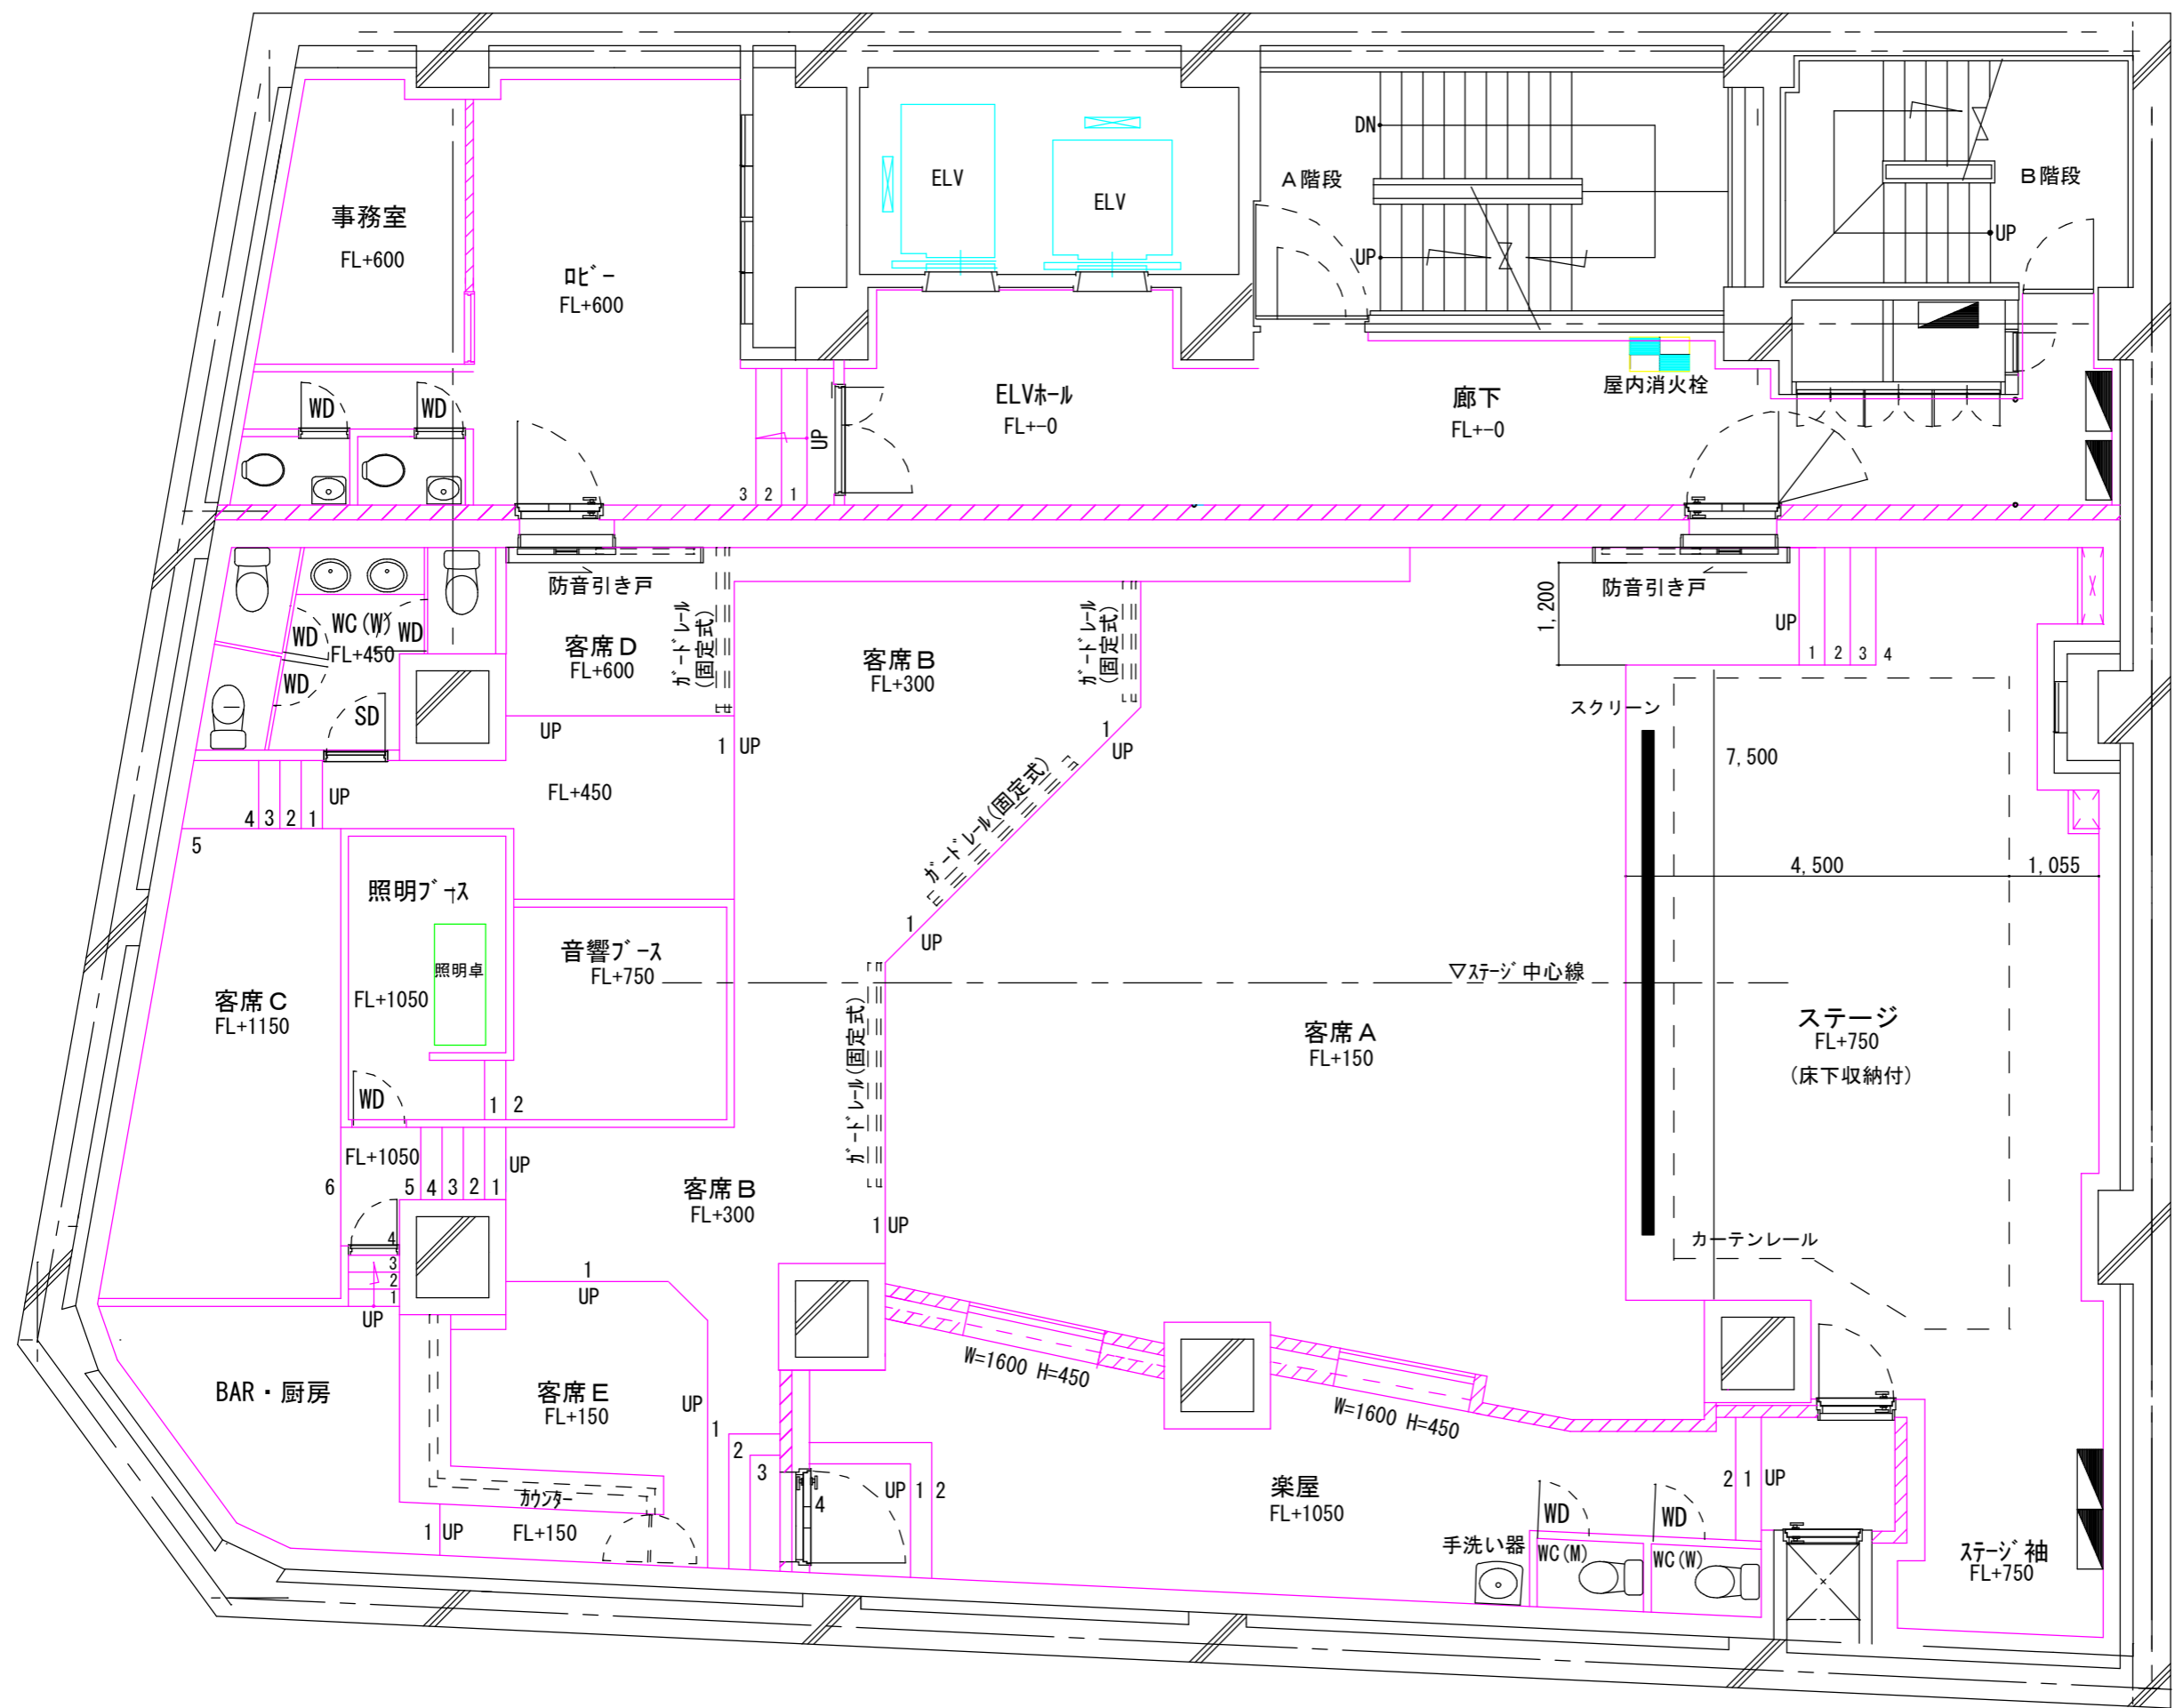 DN
ELV
ELV
A階段
B階段
事務室
FL+600
ロビー
FL+600
UP
UP
屋内消火栓
WD
WD
ELVホール
FL+-0
廊下
FL+-0
UP
3 2 1
防音引き戸
防音引き戸
WC(W)
FL+450
WD
WD
WD
SD
客席D
FL+600
ガードレール
(固定式)
客席B
FL+300
ガードレール
(固定式)
1,200
UP
1 2 3 4
スクリーン
UP
1 UP
1
UP
7,500
FL+450
UP
4 3 2 1
5
ガードレール(固定式)
照明ブース
4,500
1,055
1
UP
音響ブース
FL+750
照明卓
FL+1050
▽ステージ中心線
客席C
FL+1150
ガードレール(固定式)
客席A
FL+150
ステージ
FL+750
(床下収納付)
WD
1 2
FL+1050
UP
6
5 4 3 2 1
客席B
FL+300
1 UP
カーテンレール
4
3
2
1
UP
1
UP
W=1600 H=450
W=1600 H=450
BAR・厨房
客席E
FL+150
UP
1
2
3
4
UP 1 2
カウンター
1 UP
FL+150
楽屋
FL+1050
2 1 UP
WD
WD
手洗い器
WC(M)
WC(W)
ステージ袖
FL+750